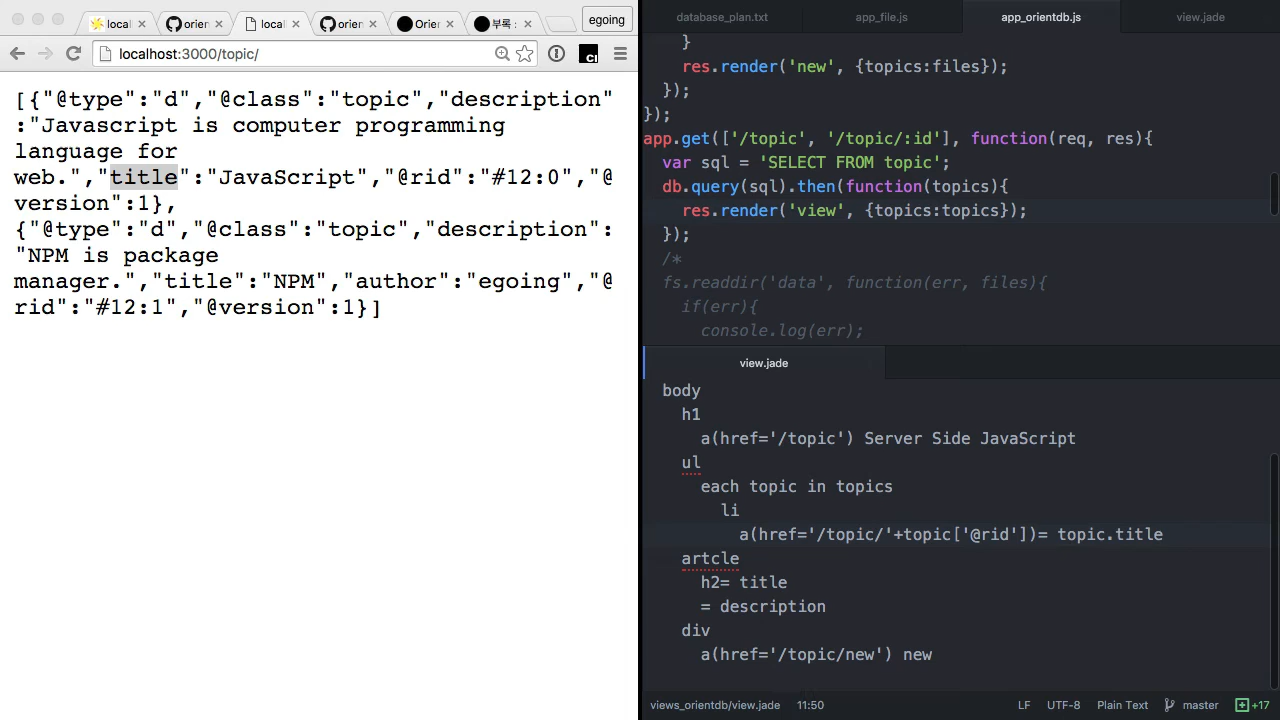 local
orien
local
orien
Orien
부록 :
egoing
localhost:3000/topic/
[{"@type":"d","@class":"topic","description"
:"Javascript is computer programming
language for
web.","title":"JavaScript","@rid":"#12:0","@
version":1},
{"@type":"d","@class":"topic","description":
"NPM is package
manager.","title":"NPM","author":"egoing","@
rid":"#12:1","@version":1}]
database_plan.txt
app_file.js
app_orientdb.js
view.jade
}
res.render('new', {topics:files});
});
});
app.get(['/topic', '/topic/:id'], function(req, res){
var sql = 'SELECT FROM topic';
db.query(sql).then(function(topics){
res.render('view', {topics:topics});
});
/*
fs.readdir('data', function(err, files){
if(err){
console.log(err);
view.jade
body
h1
a(href='/topic') Server Side JavaScript
ul
each topic in topics
li
a(href='/topic/'+topic['@rid'])= topic.title
artcle
h2= title
= description
div
a(href='/topic/new') new
views_orientdb/view.jade 11:50
LF UTF-8 Plain Text master +17